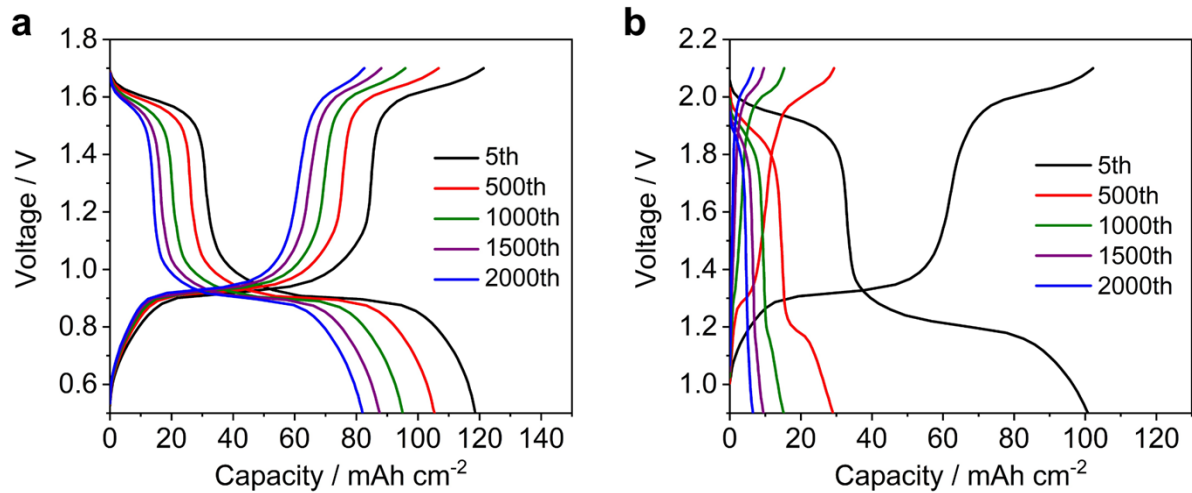 a
1.8
1.6
1.4
1.2
1.0
0.8
0.6
Voltage / V
5th
500th
1000th
1500th
2000th
0 20 40 60 80 100 120 140
Capacity / mAh cm⁻²
b
2.2
2.0
1.8
1.6
1.4
1.2
1.0
Voltage / V
5th
500th
1000th
1500th
2000th
0 20 40 60 80 100 120
Capacity / mAh cm⁻²